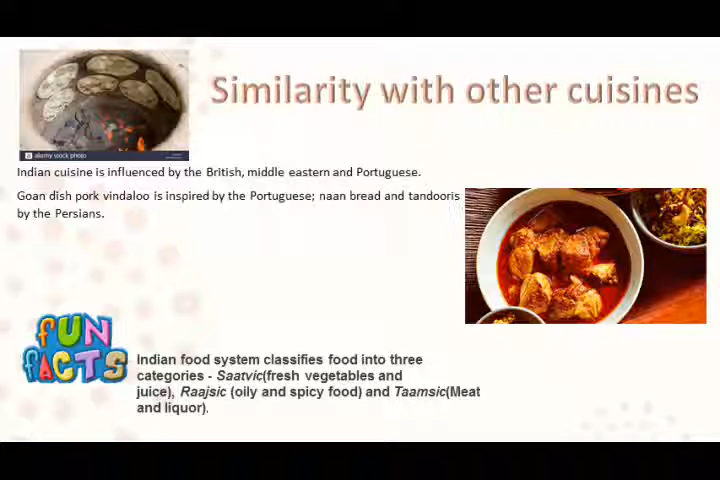 Similarity with other cuisines
alamy stock photo
Indian cuisine is influenced by the British, middle eastern and Portuguese.
Goan dish pork vindaloo is inspired by the Portuguese; naan bread and tandooris
by the Persians.
FUN
FACTS
Indian food system classifies food into three
categories - Saatvic(fresh vegetables and
juice), Raajsic (oily and spicy food) and Taamsic(Meat
and liquor).